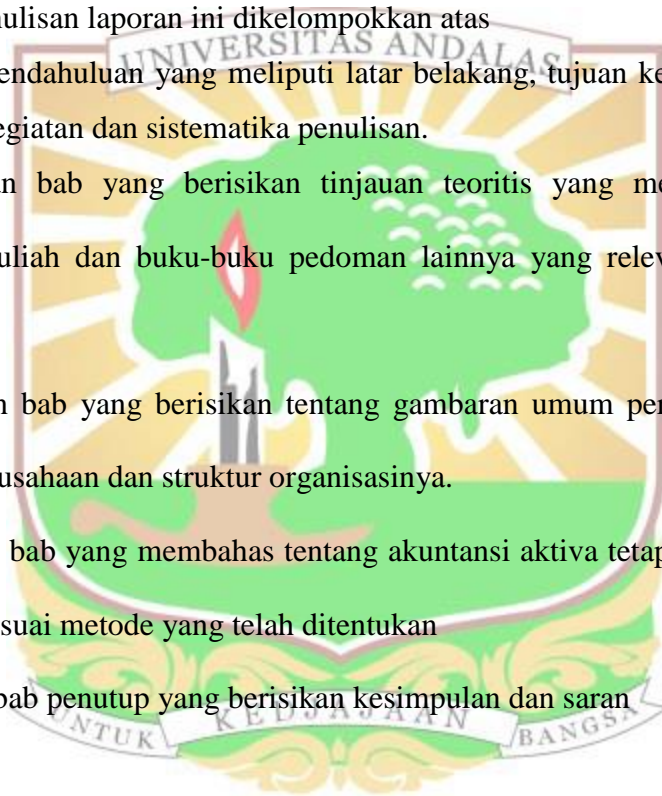 nulisan laporan ini dikelompokkan atas
UNIVERSITAS ANDALAS
endahuluan yang meliputi latar belakang, tujuan ke
egiatan dan sistematika penulisan.
n bab yang berisikan tinjauan teoritis yang me
uliah dan buku-buku pedoman lainnya yang relev
n bab yang berisikan tentang gambaran umum per
usahaan dan struktur organisasinya.
bab yang membahas tentang akuntansi aktiva tetap
suai metode yang telah ditentukan
bab penutup yang berisikan kesimpulan dan saran
UNTUK KEDJAJAAN BANGSA